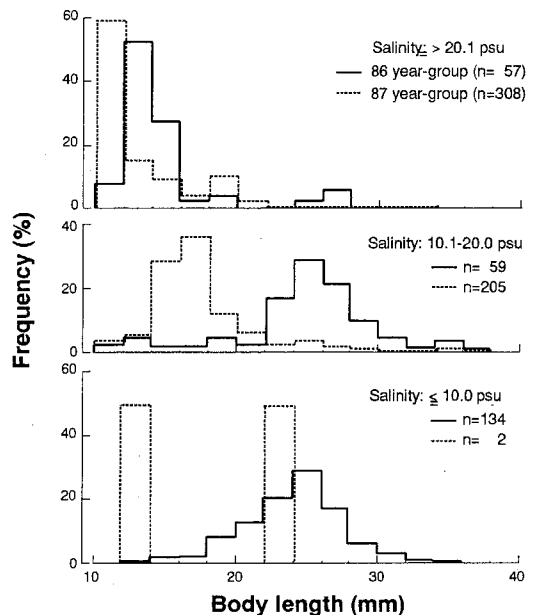 60
40
20
0
Salinity: > 20.1 psu
86 year-group (n= 57)
87 year-group (n=308)
Frequency (%)
40
20
0
Salinity: 10.1-20.0 psu
n= 59
n=205
60
40
20
0
Salinity: ≤ 10.0 psu
n=134
n= 2
10
20
30
40
Body length (mm)